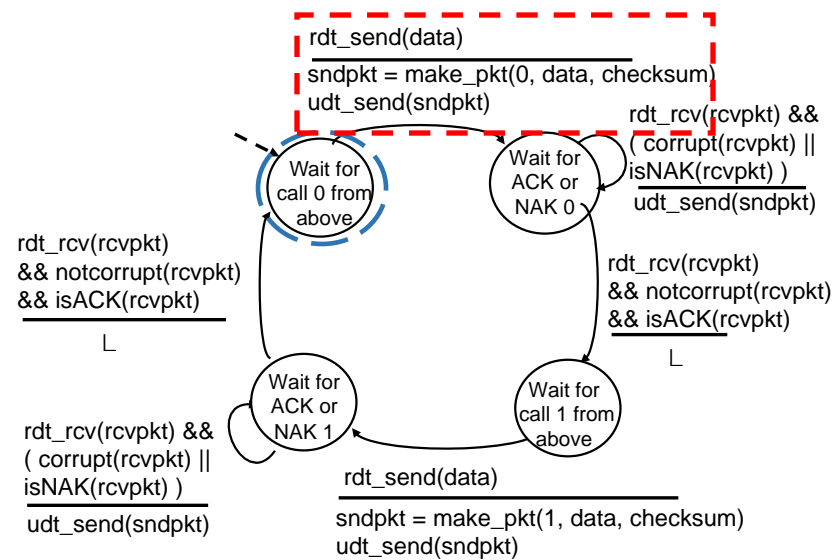 rdt_send(data)
sndpkt = make_pkt(0, data, checksum)
udt_send(sndpkt)
rdt_rcv(rcvpkt) &&
( corrupt(rcvpkt) ||
isNAK(rcvpkt) )
udt_send(sndpkt)
Wait for
call 0 from
above
Wait for
ACK or
NAK 0
rdt_rcv(rcvpkt)
&& notcorrupt(rcvpkt)
&& isACK(rcvpkt)
L
rdt_rcv(rcvpkt)
&& notcorrupt(rcvpkt)
&& isACK(rcvpkt)
L
Wait for
ACK or
NAK 1
Wait for
call 1 from
above
rdt_rcv(rcvpkt) &&
( corrupt(rcvpkt) ||
isNAK(rcvpkt) )
udt_send(sndpkt)
rdt_send(data)
sndpkt = make_pkt(1, data, checksum)
udt_send(sndpkt)